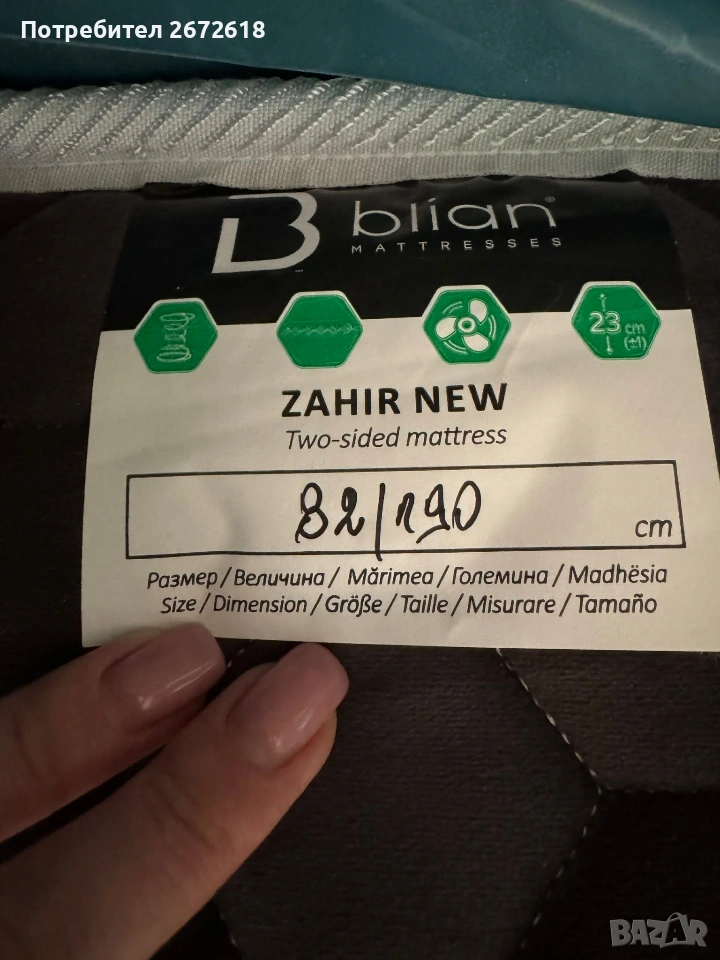 Потребител 2672618
B blian®
MATTRESSES
23 cm
(±1)
ZAHIR NEW
Two-sided mattress
82/190
cm
Размер / Величина / Mărimea / Големина / Madhësia
Size / Dimension / Größe / Taille / Misurare / Tamaño
BAZAR